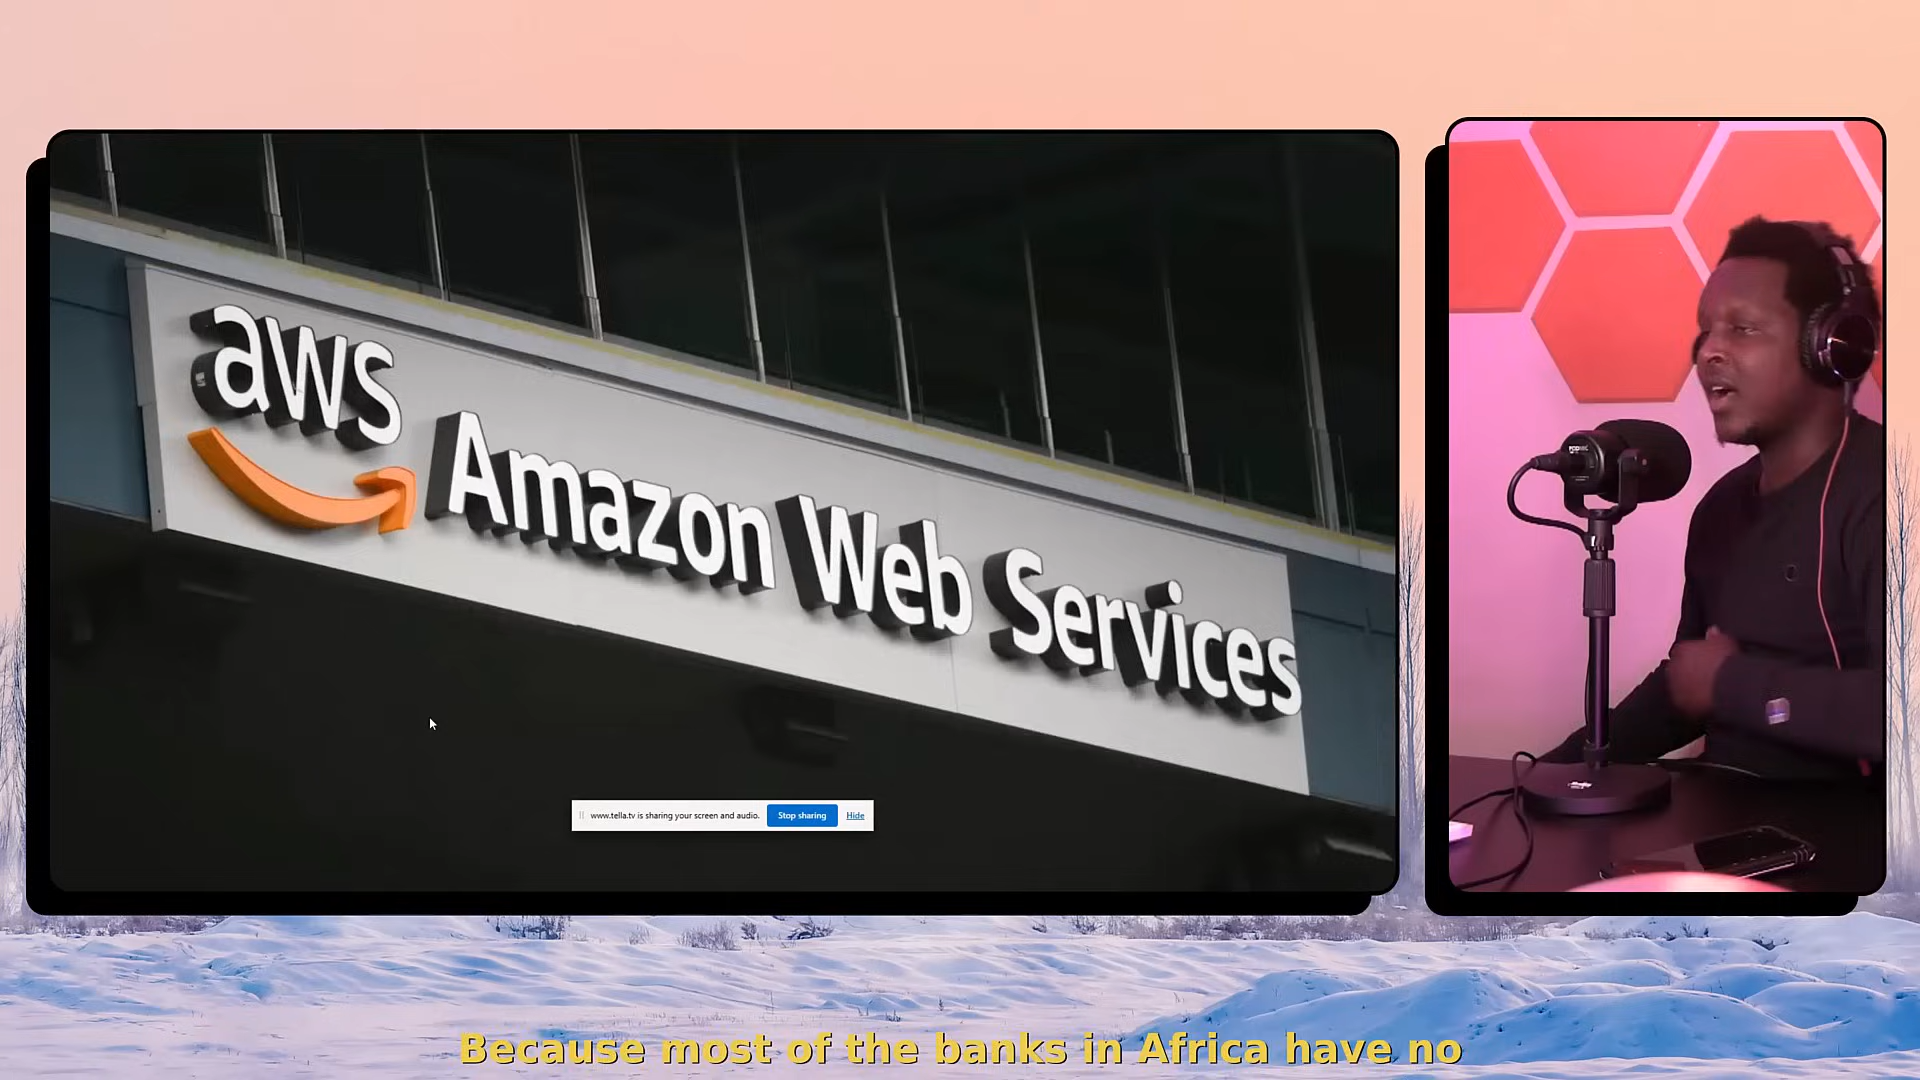 aws
Amazon Web Services
www.tella.tv is sharing your screen and audio.
Stop sharing
Hide
Because most of the banks in Africa have no